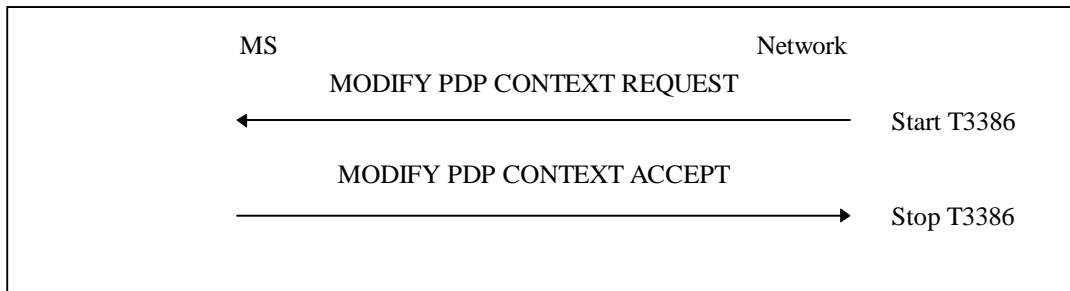 MS Network
MODIFY PDP CONTEXT REQUEST
Start T3386
MODIFY PDP CONTEXT ACCEPT
Stop T3386